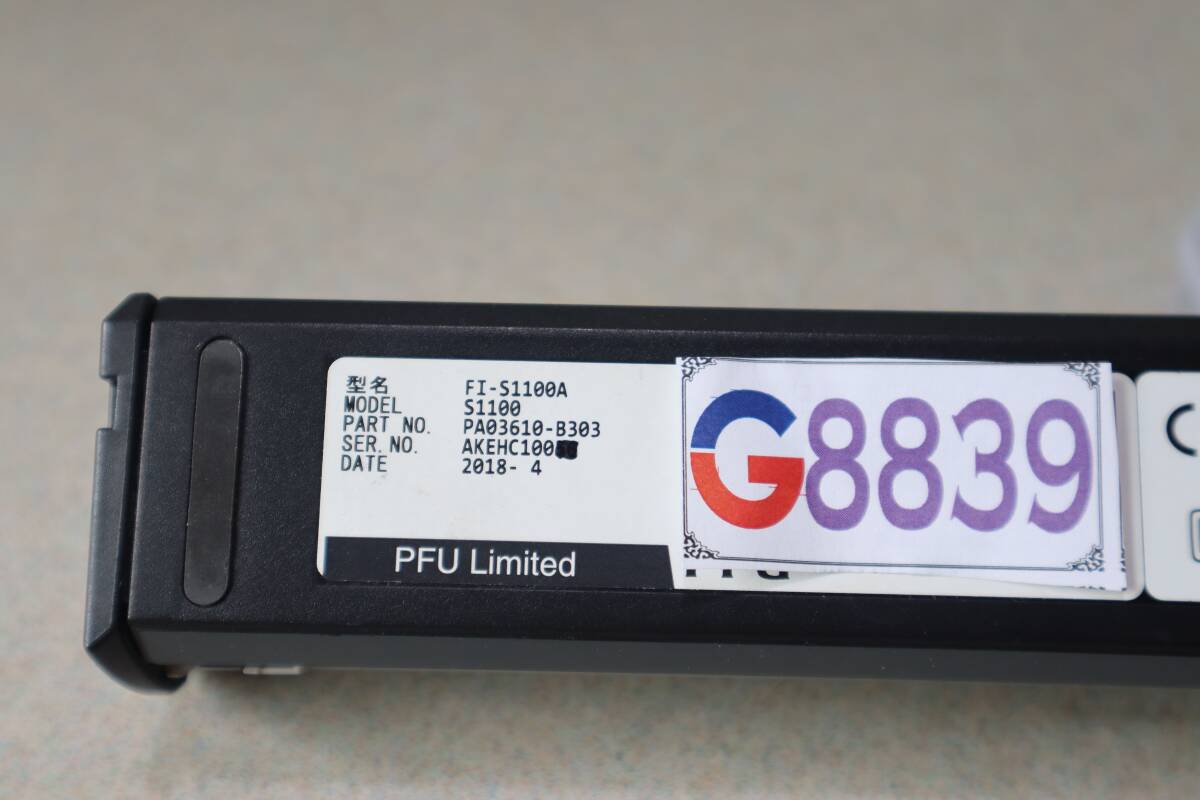 型名 FI-S1100A
MODEL S1100
PART NO. PA03610-B303
SER.NO. AKEHC100
DATE 2018- 4
PFU Limited
G8839